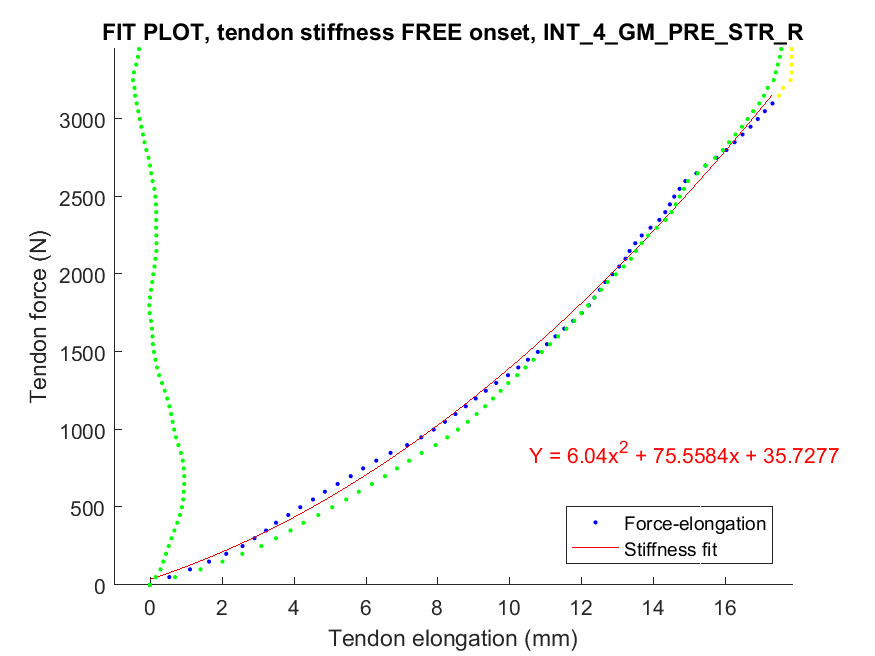 FIT PLOT, tendon stiffness FREE onset, INT_4_GM_PRE_STR_R
3000
2500
2000
1500
1000
500
0
Tendon force (N)
Y = 6.04x² + 75.5584x + 35.7277
Force-elongation
Stiffness fit
0 2 4 6 8 10 12 14 16
Tendon elongation (mm)